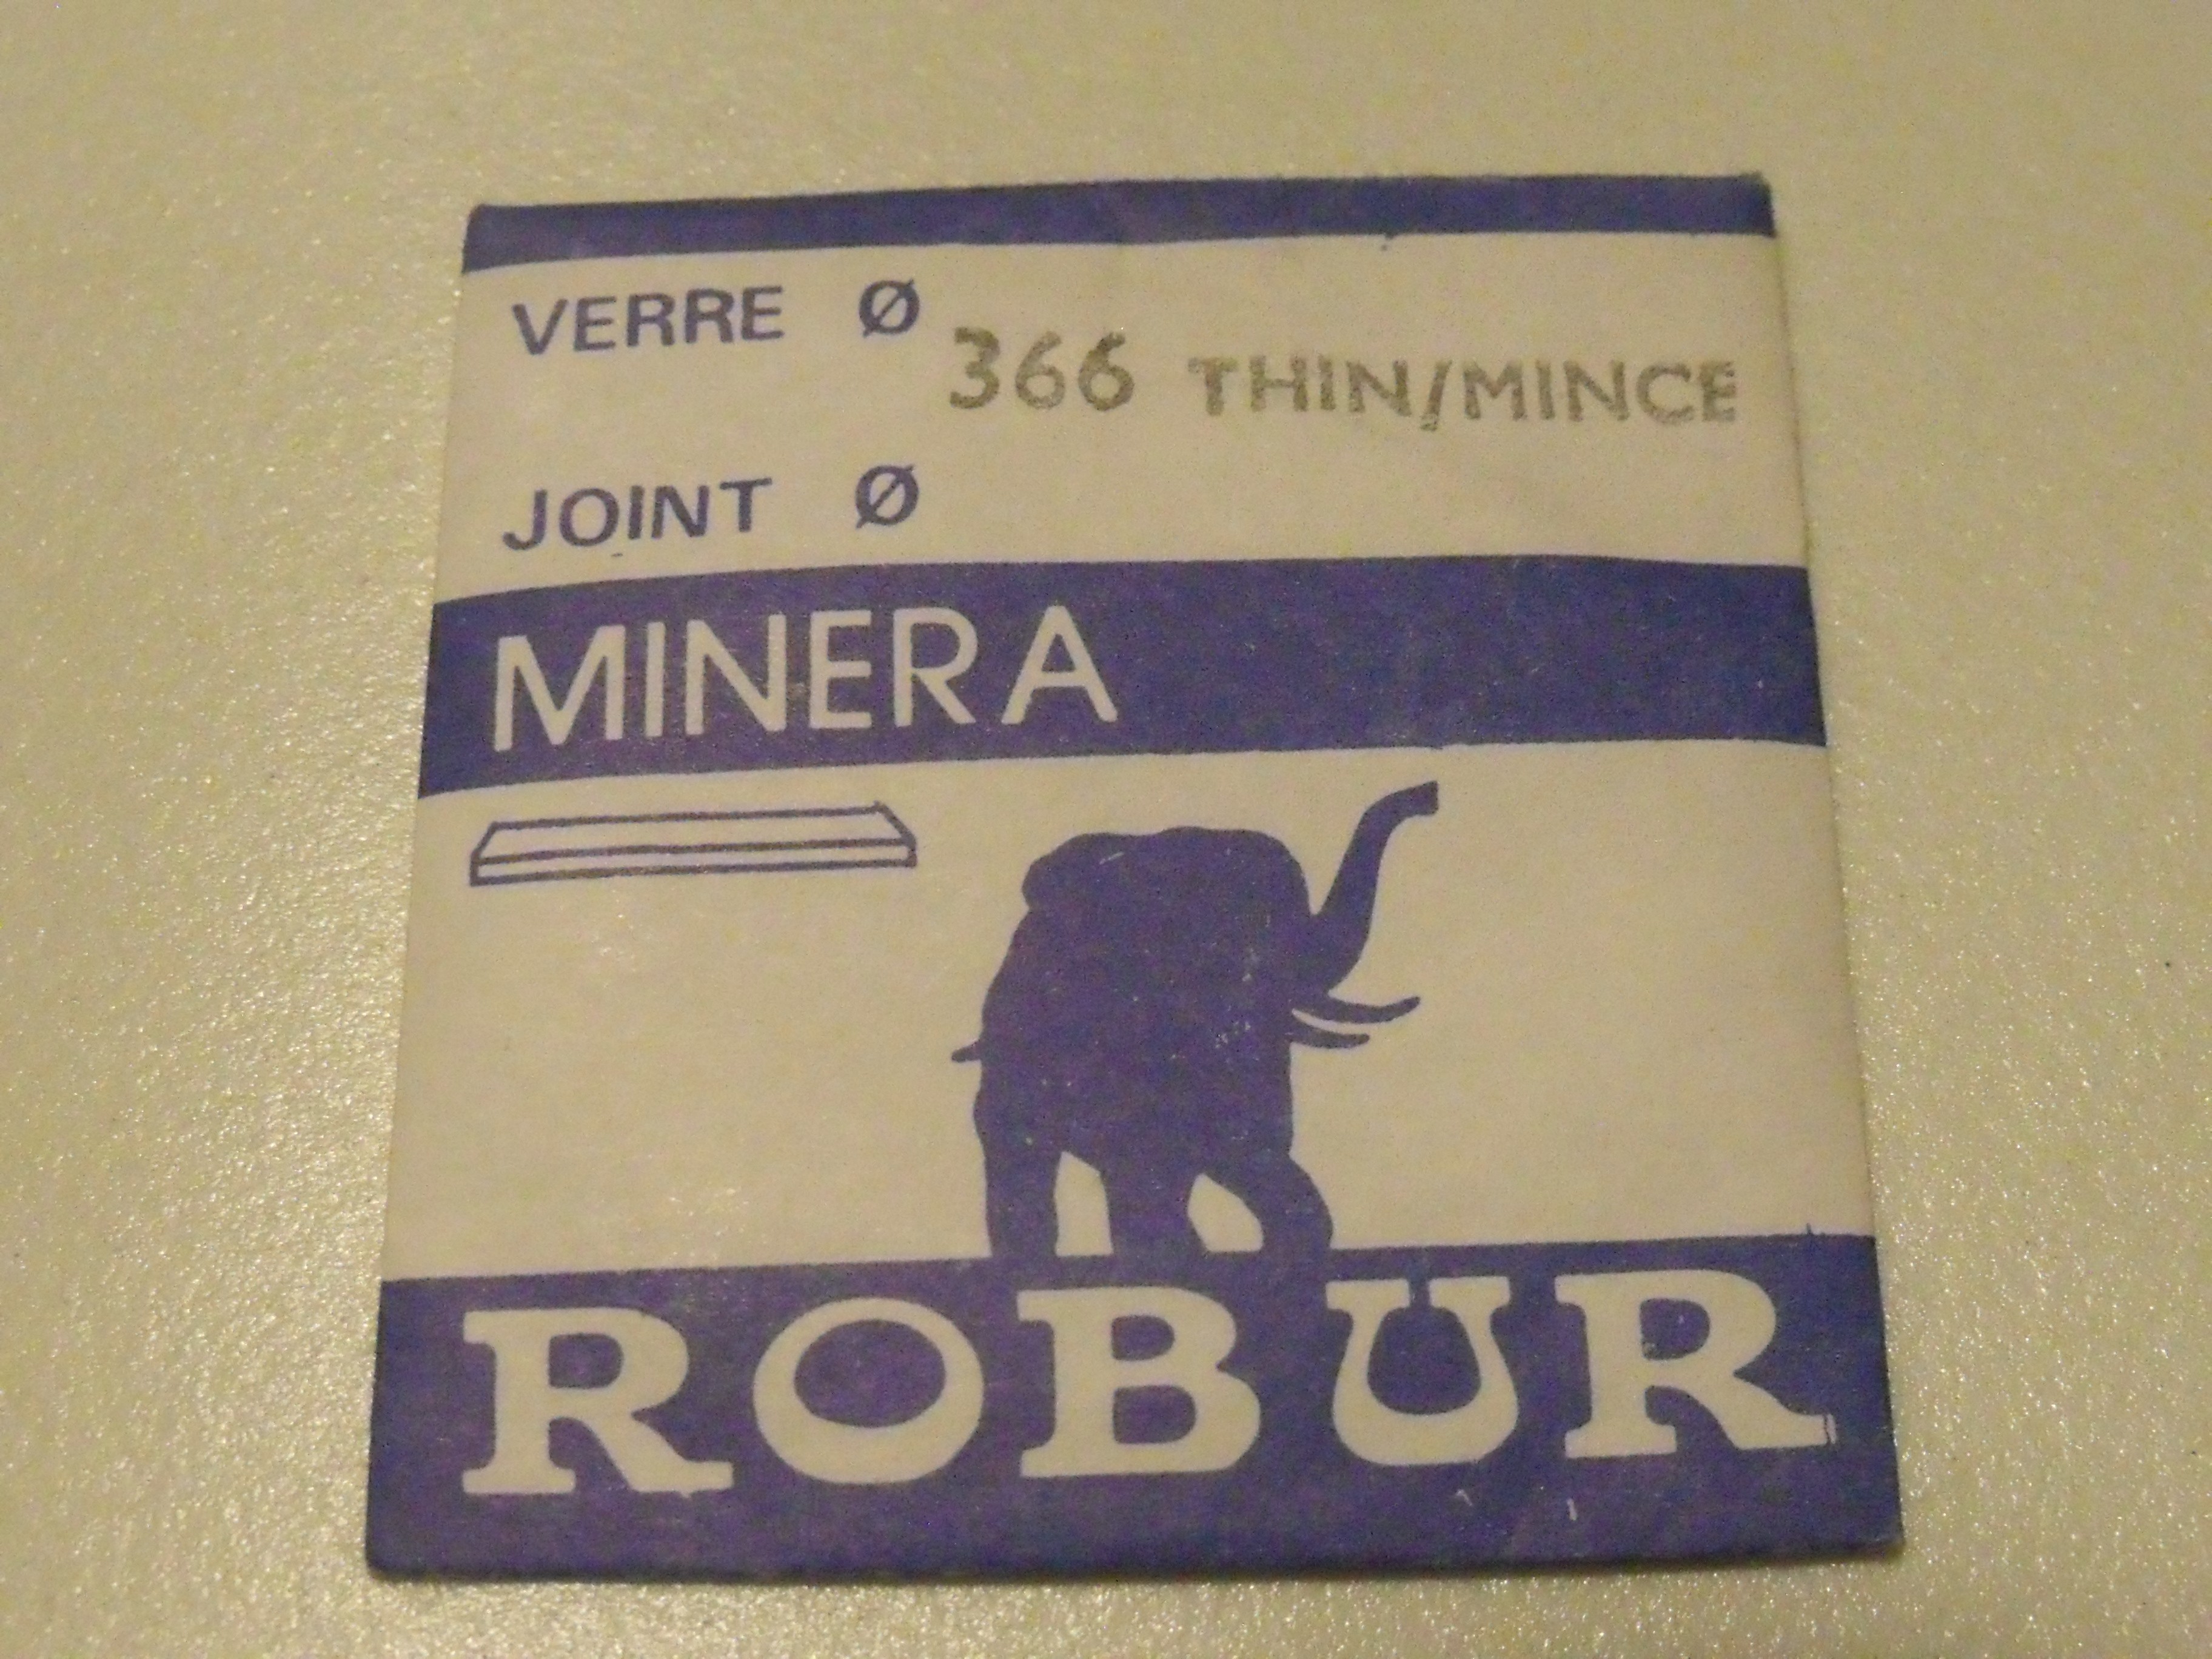 VERRE Ø
366 THIN/MINCE
JOINT Ø
MINERA
ROBUR